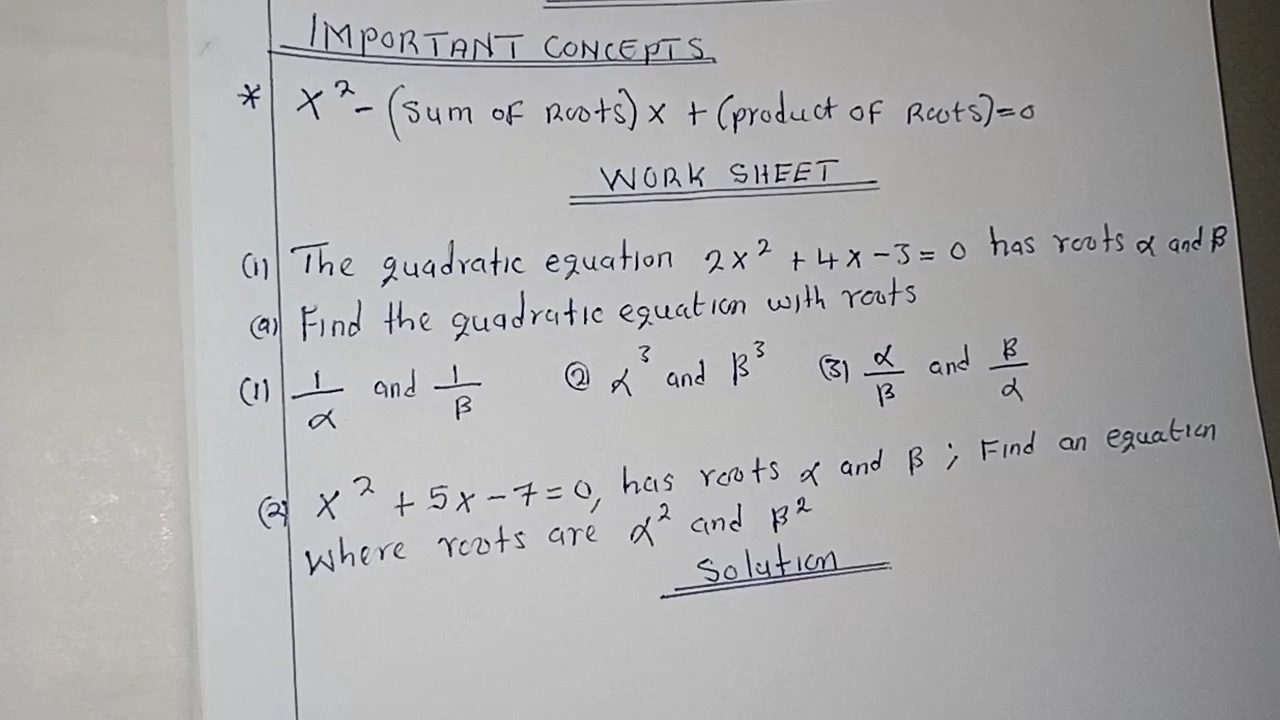 IMPORTANT CONCEPTS
* x² - (Sum of Roots) x + (product of Roots) = 0
WORK SHEET
(1) The quadratic equation 2x² + 4x - 3 = 0 has roots α and β
(a) Find the quadratic equation with roots
(1) 1/α and 1/β (2) α³ and β³ (3) α/β and β/α
(2) x² + 5x - 7 = 0, has roots α and β ; Find an equation
Where roots are α² and β²
Solution